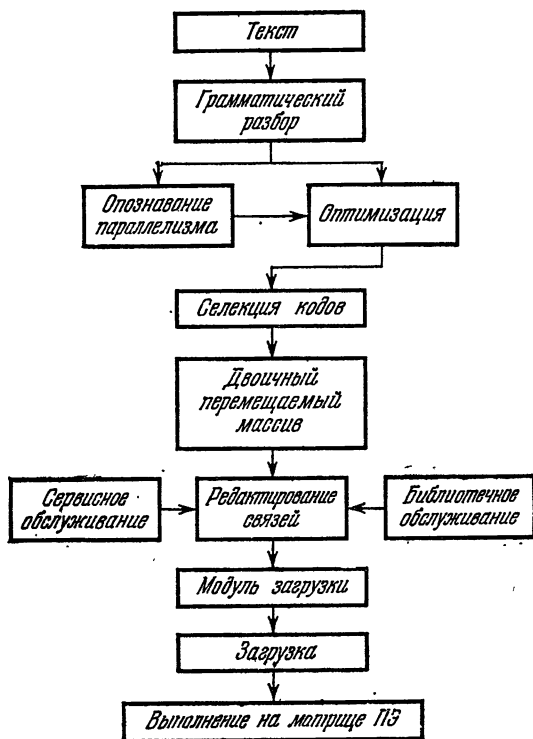 Текст
Грамматический
разбор
Опознавание
параллелизма
Оптимизация
Селекция кодов
Двоичный
перемещаемый
массив
Сервисное
обслуживание
Редактирование
связей
Библиотечное
обслуживание
Модуль загрузки
Загрузка
Выполнение на матрице ПЭ